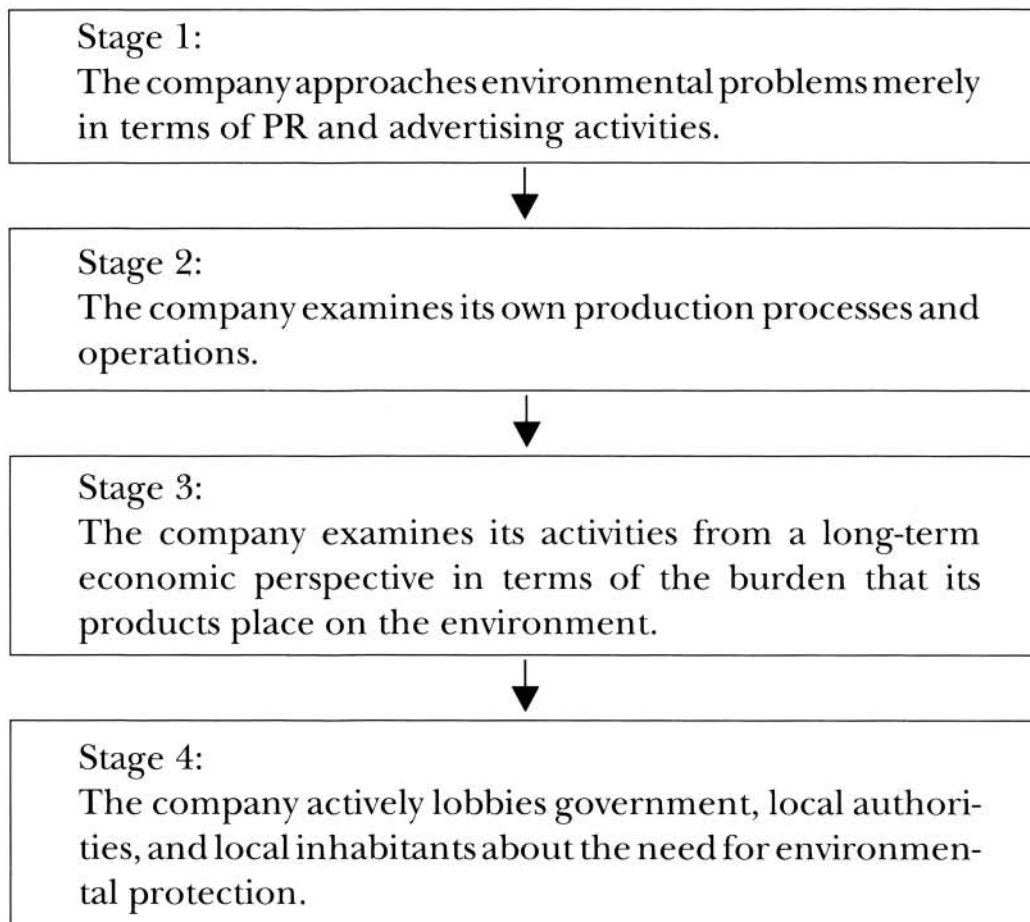 Stage 1:
The company approaches environmental problems merely
in terms of PR and advertising activities.
Stage 2:
The company examines its own production processes and
operations.
Stage 3:
The company examines its activities from a long-term
economic perspective in terms of the burden that its
products place on the environment.
Stage 4:
The company actively lobbies government, local authori-
ties, and local inhabitants about the need for environmen-
tal protection.